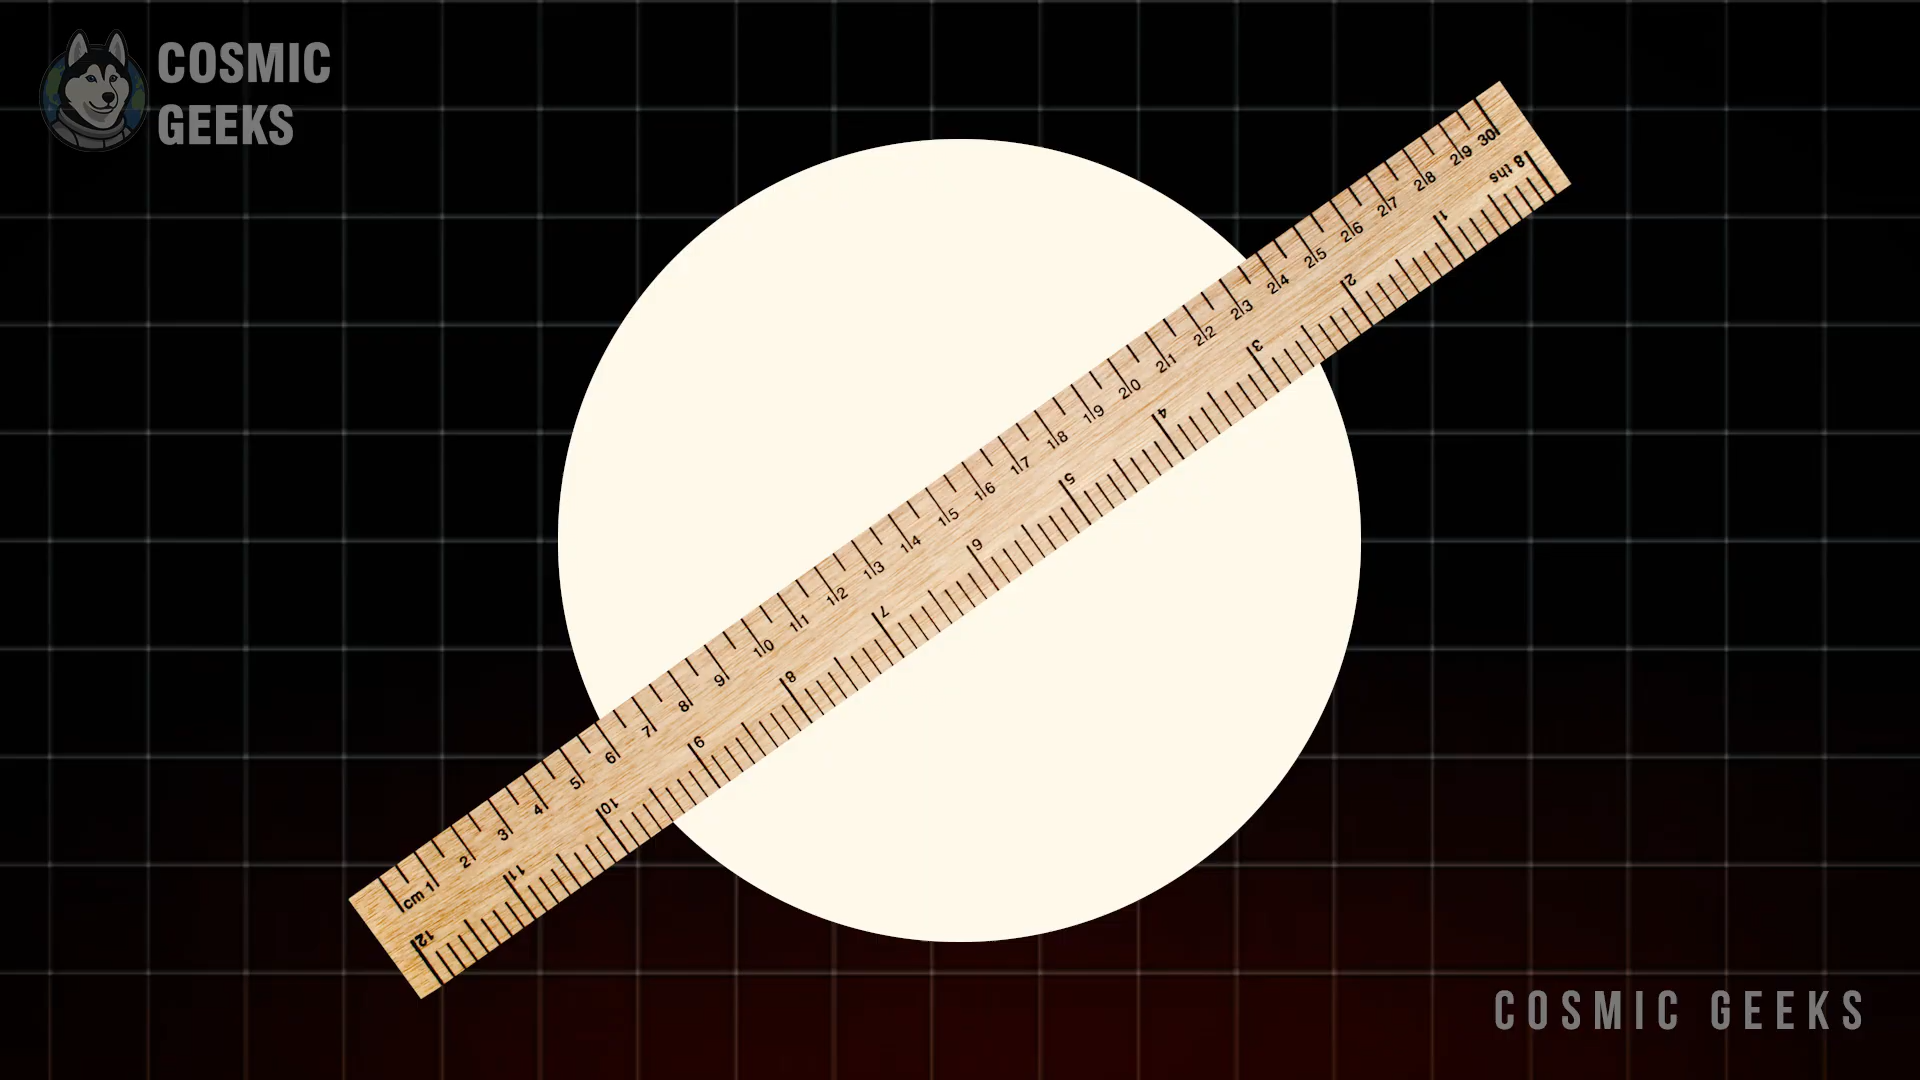 COSMIC
GEEKS
cm 1 2 3 4 5 6 7 8 9 10 11 12 13 14 15 16 17 18 19 20 21 22 23 24 25 26 27 28 29 30
8 ths 1 2 3 4 5 6 7 8 9 10 11 12
COSMIC GEEKS